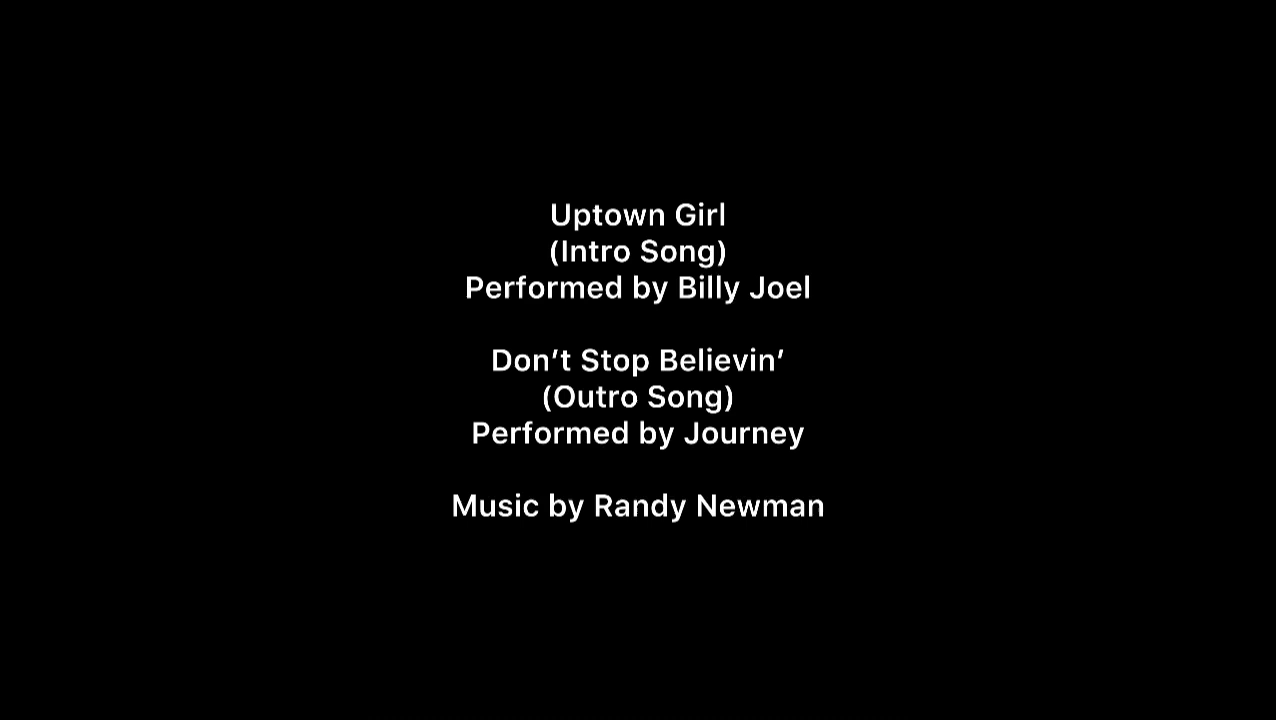 Uptown Girl
(Intro Song)
Performed by Billy Joel
Don’t Stop Believin’
(Outro Song)
Performed by Journey
Music by Randy Newman